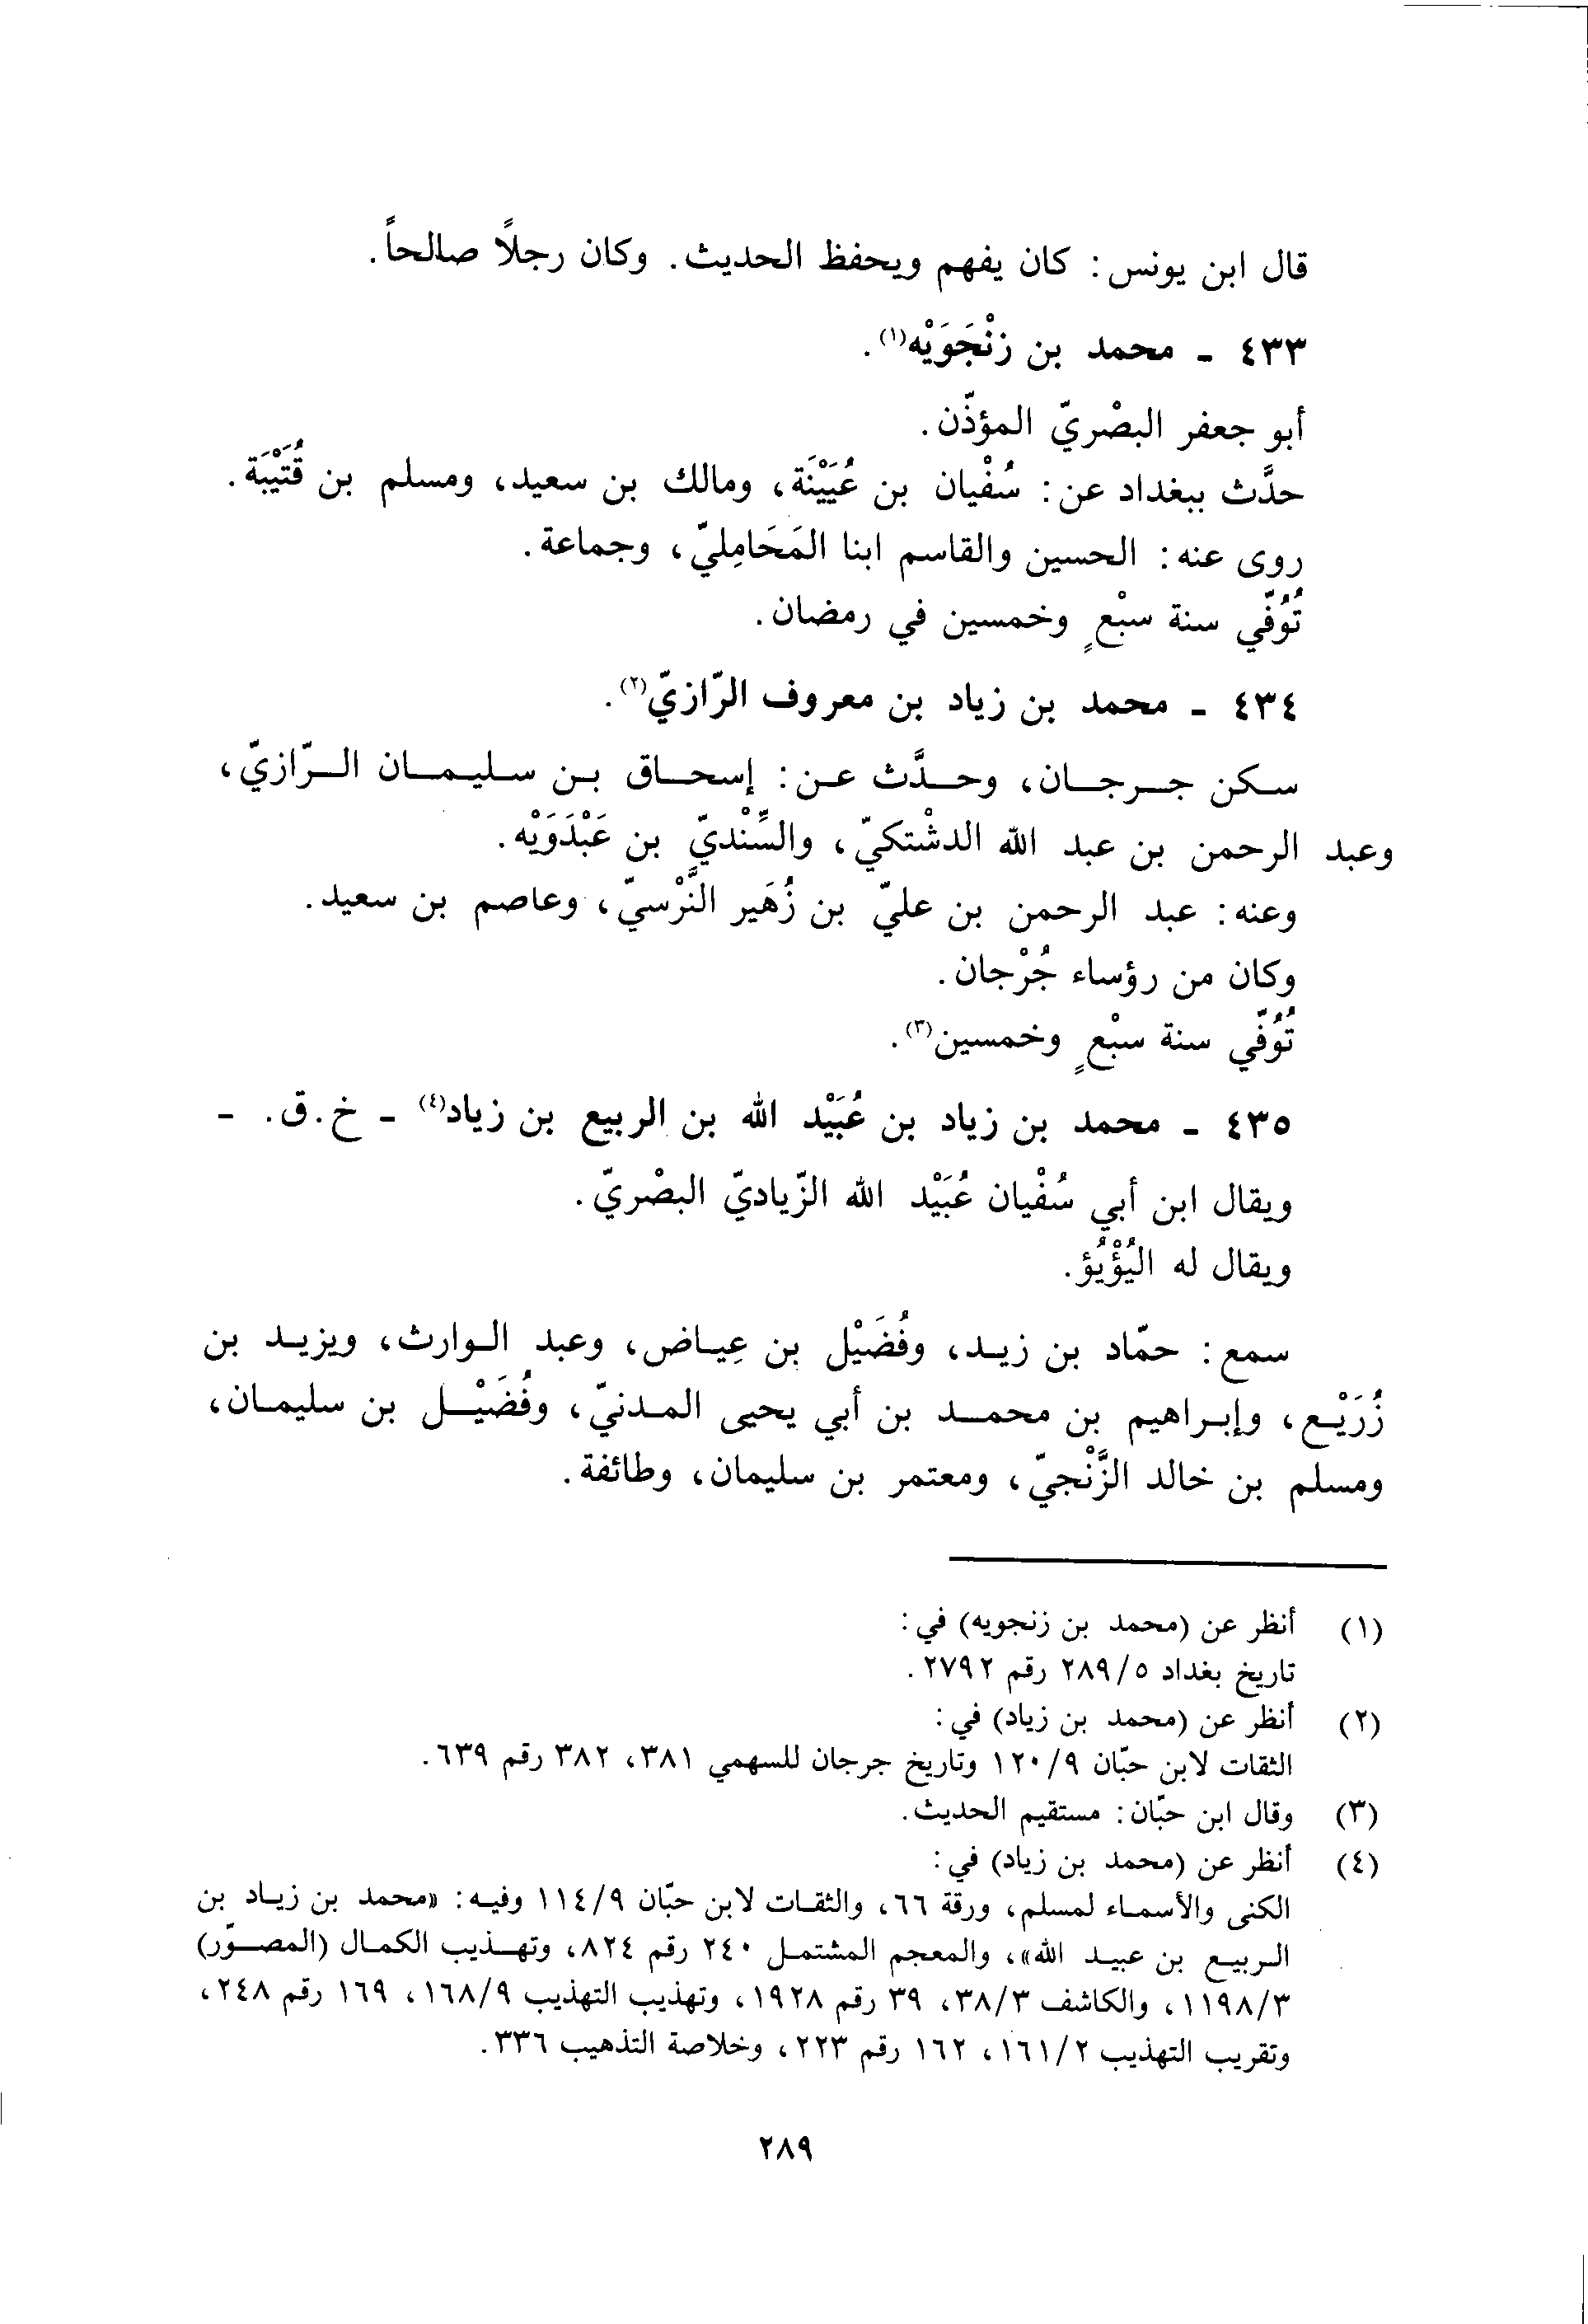 قال ابن يونس: كان يفهم ويحفظ الحديث. وكان رجلاً صالحاً.
٤٣٣ - محمد بن زنْجَوَيْه(١).
أبو جعفر البصْريّ المؤذّن.
حدَّث ببغداد عن: سُفْيان بن عُيَيْنَة، ومالك بن سعيد، ومسلم بن قُتَيْبَة.
روى عنه: الحسين والقاسم ابنا المَحَامِليّ، وجماعة.
تُوُفّي سنة سبْعٍ وخمسين في رمضان.
٤٣٤ - محمد بن زياد بن معروف الرّازيّ(٢).
سكن جرجان، وحدَّث عن: إسحاق بن سليمان الرّازيّ،
وعبد الرحمن بن عبد الله الدشْتكيّ، والسِّنْديّ بن عَبْدَوَيْه.
وعنه: عبد الرحمن بن عليّ بن زُهَير النَّرْسيّ، وعاصم بن سعيد.
وكان من رؤساء جُرْجان.
تُوُفّي سنة سبْعٍ وخمسين(٣).
٤٣٥ - محمد بن زياد بن عُبَيْد الله بن الربيع بن زياد(٤) - خ.ق. -
ويقال ابن أبي سُفْيان عُبَيْد الله الزّياديّ البصْريّ.
ويقال له اليُؤْيُؤ.
سمع: حمّاد بن زيد، وفُضَيْل بن عِياض، وعبد الوارث، ويزيد بن
زُرَيْع، وإبراهيم بن محمد بن أبي يحيى المدنيّ، وفُضَيْل بن سليمان،
ومسلم بن خالد الزَّنْجيّ، ومعتمر بن سليمان، وطائفة.
(١) أنظر عن (محمد بن زنجويه) في:
تاريخ بغداد ٢٨٩/٥ رقم ٢٧٩٢.
(٢) أنظر عن (محمد بن زياد) في:
الثقات لابن حبّان ١٢٠/٩ وتاريخ جرجان للسهمي ٣٨١، ٣٨٢ رقم ٦٣٩.
(٣) وقال ابن حبّان: مستقيم الحديث.
(٤) أنظر عن (محمد بن زياد) في:
الكنى والأسماء لمسلم، ورقة ٦٦، والثقات لابن حبّان ١١٤/٩ وفيه: «محمد بن زياد بن
الربيع بن عبيد الله»، والمعجم المشتمل ٢٤٠ رقم ٨٢٤، وتهذيب الكمال (المصوّر)
١١٩٨/٣، والكاشف ٣٨/٣، ٣٩ رقم ١٩٢٨، وتهذيب التهذيب ١٦٨/٩، ١٦٩ رقم ٢٤٨،
وتقريب التهذيب ١٦١/٢، ١٦٢ رقم ٢٢٣، وخلاصة التذهيب ٣٣٦.
٢٨٩